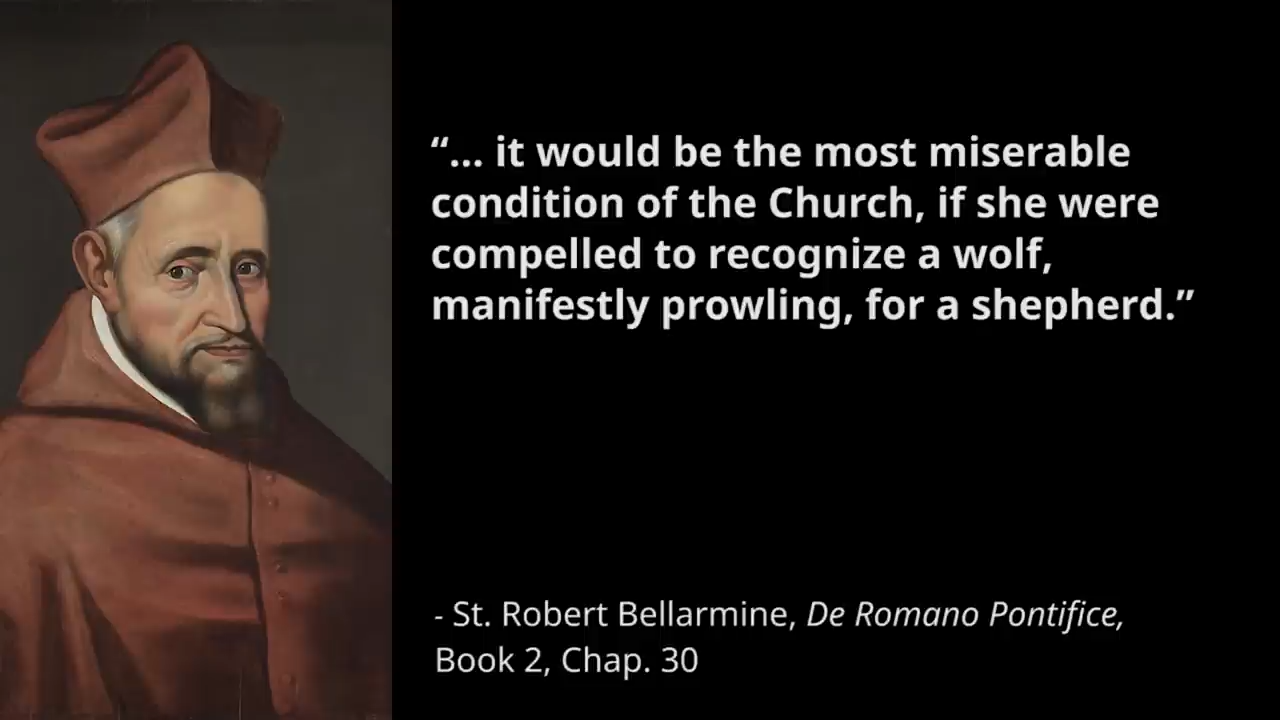 “... it would be the most miserable
condition of the Church, if she were
compelled to recognize a wolf,
manifestly prowling, for a shepherd.”
- St. Robert Bellarmine, De Romano Pontifice,
Book 2, Chap. 30